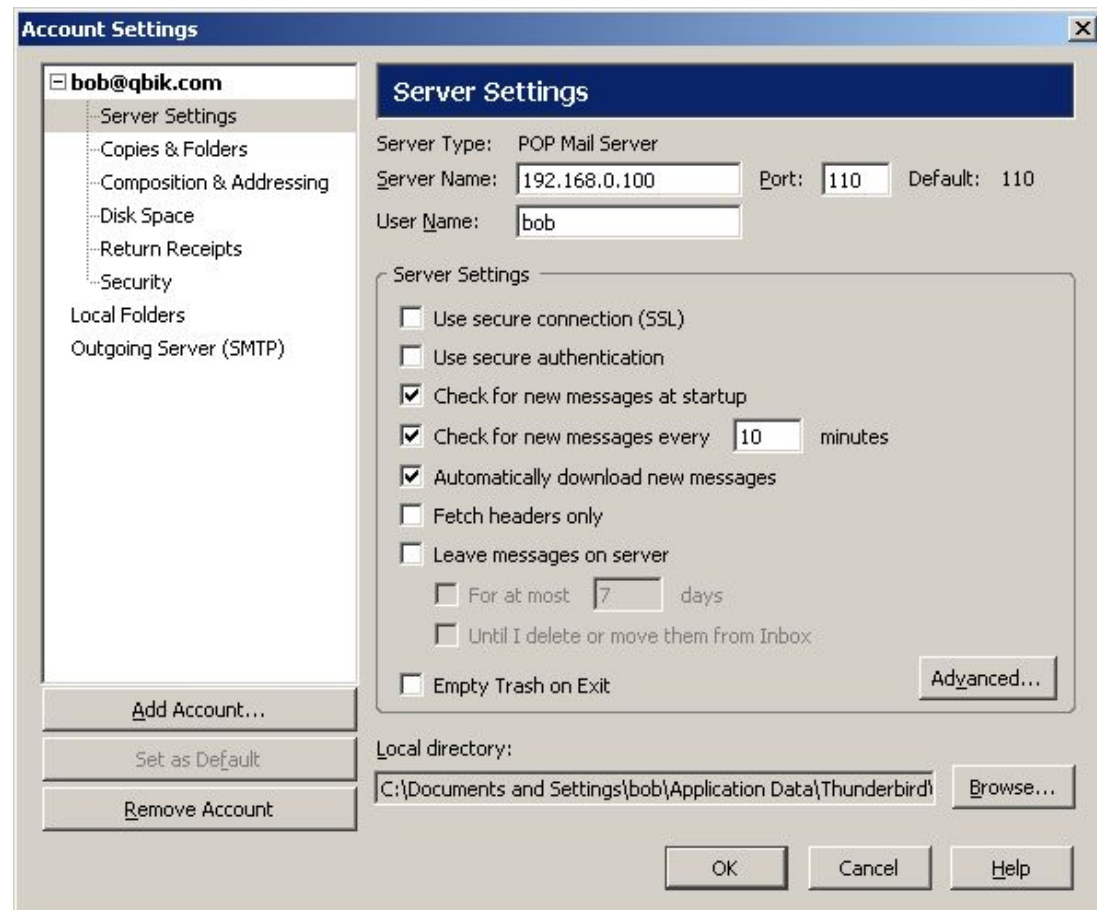 Account Settings
bob@qbik.com
Server Settings
Copies & Folders
Composition & Addressing
Disk Space
Return Receipts
Security
Local Folders
Outgoing Server (SMTP)
Add Account...
Set as Default
Remove Account
Server Settings
Server Type: POP Mail Server
Server Name: 192.168.0.100 Port: 110 Default: 110
User Name: bob
Server Settings
Use secure connection (SSL)
Use secure authentication
Check for new messages at startup
Check for new messages every 10 minutes
Automatically download new messages
Fetch headers only
Leave messages on server
For at most 7 days
Until I delete or move them from Inbox
Empty Trash on Exit Advanced...
Local directory:
C:\Documents and Settings\bob\Application Data\Thunderbird\ Browse...
OK Cancel Help